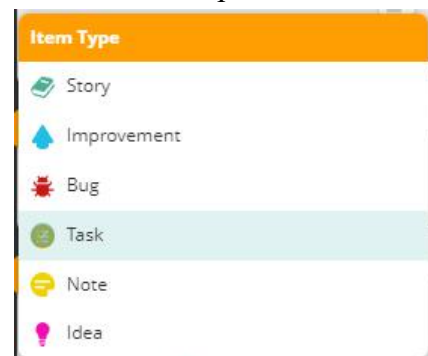 Item Type
Story
Improvement
Bug
Task
Note
Idea